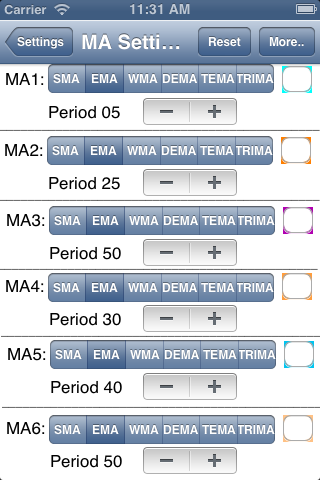 Carrier 11:31 AM
Settings MA Setti... Reset More..
MA1: SMA EMA WMA DEMA TEMA TRIMA
Period 05 − +
MA2: SMA EMA WMA DEMA TEMA TRIMA
Period 25 − +
MA3: SMA EMA WMA DEMA TEMA TRIMA
Period 50 − +
MA4: SMA EMA WMA DEMA TEMA TRIMA
Period 30 − +
MA5: SMA EMA WMA DEMA TEMA TRIMA
Period 40 − +
MA6: SMA EMA WMA DEMA TEMA TRIMA
Period 50 − +